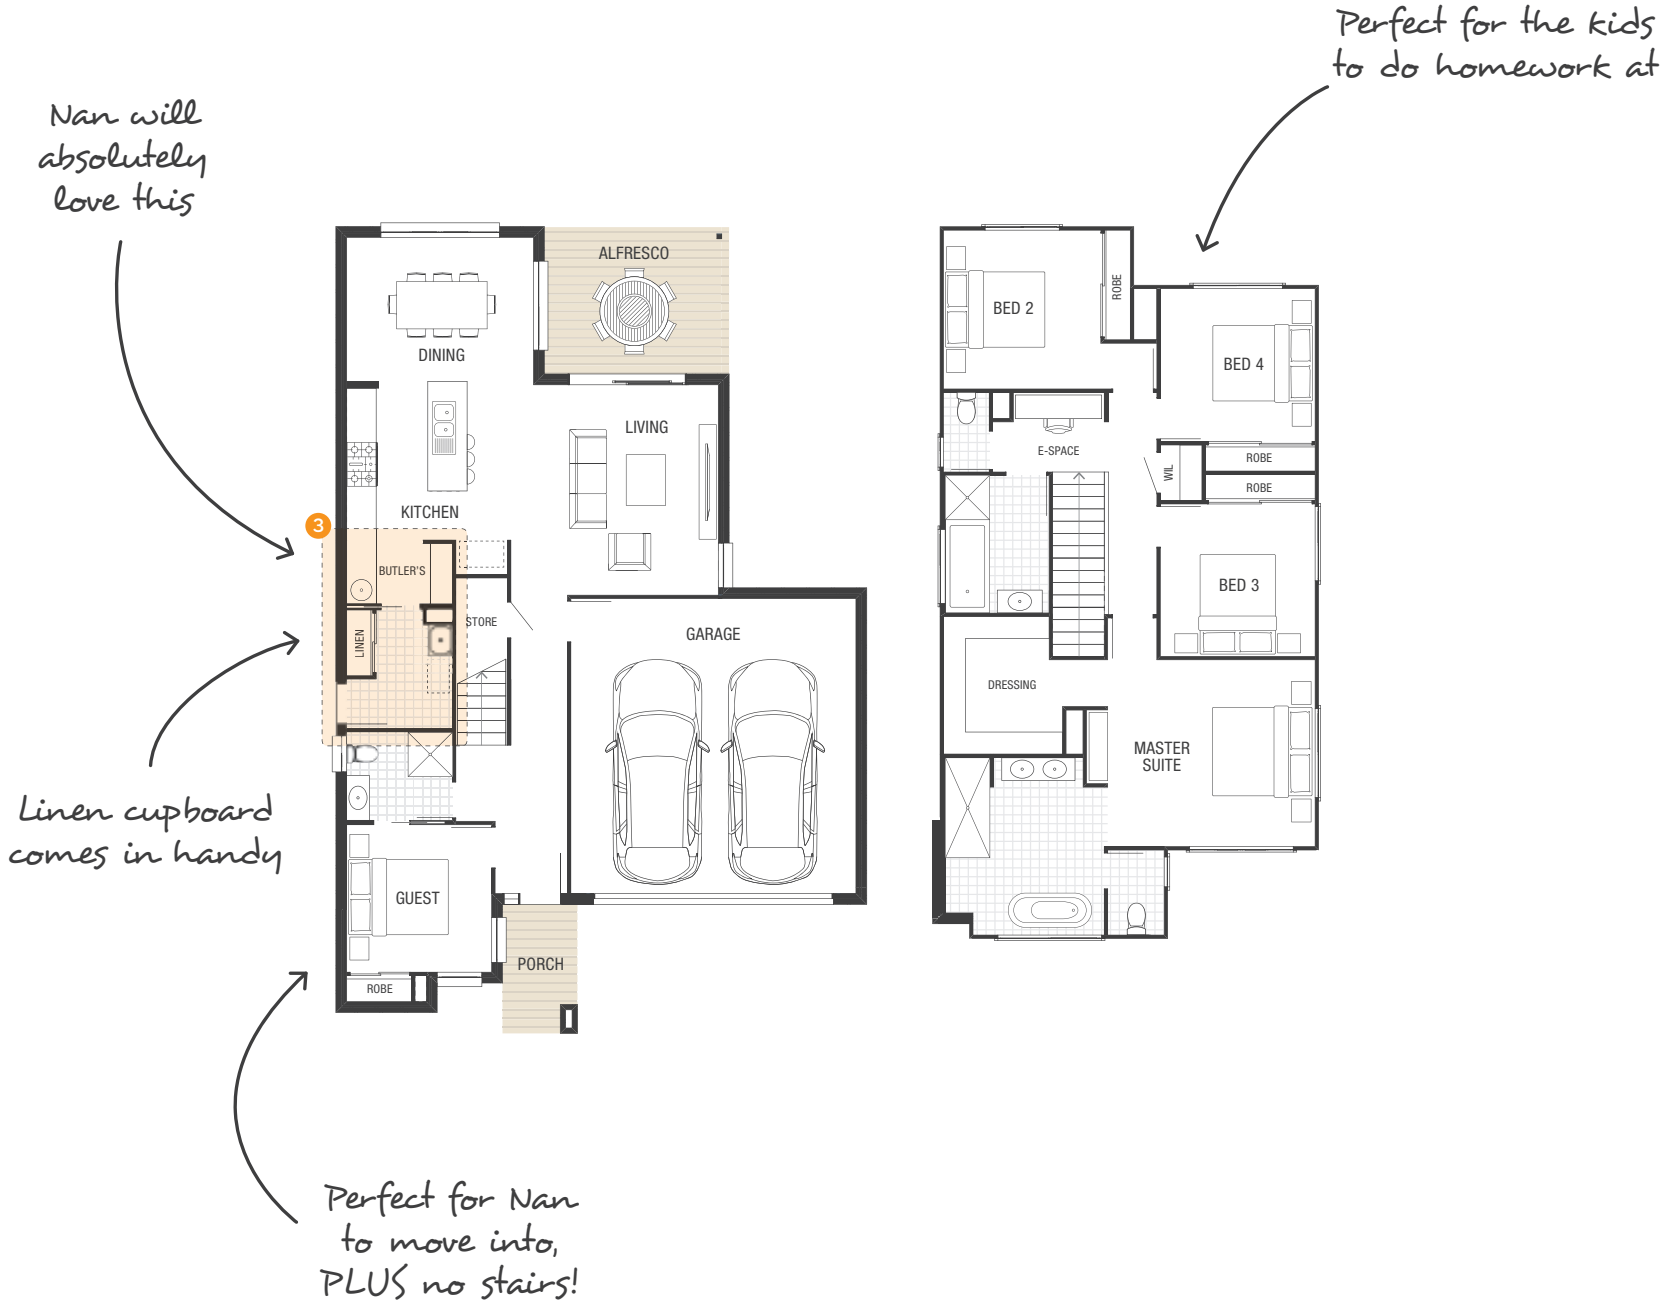 Perfect for the kids
to do homework at
Nan will
absolutely
love this
ALFRESCO
DINING
LIVING
KITCHEN
3
BUTLER'S
LINEN
STORE
GARAGE
GUEST
ROBE
PORCH
Linen cupboard
comes in handy
Perfect for Nan
to move into,
PLUS no stairs!
BED 2
ROBE
BED 4
E-SPACE
ROBE
WIL
ROBE
BED 3
DRESSING
MASTER
SUITE